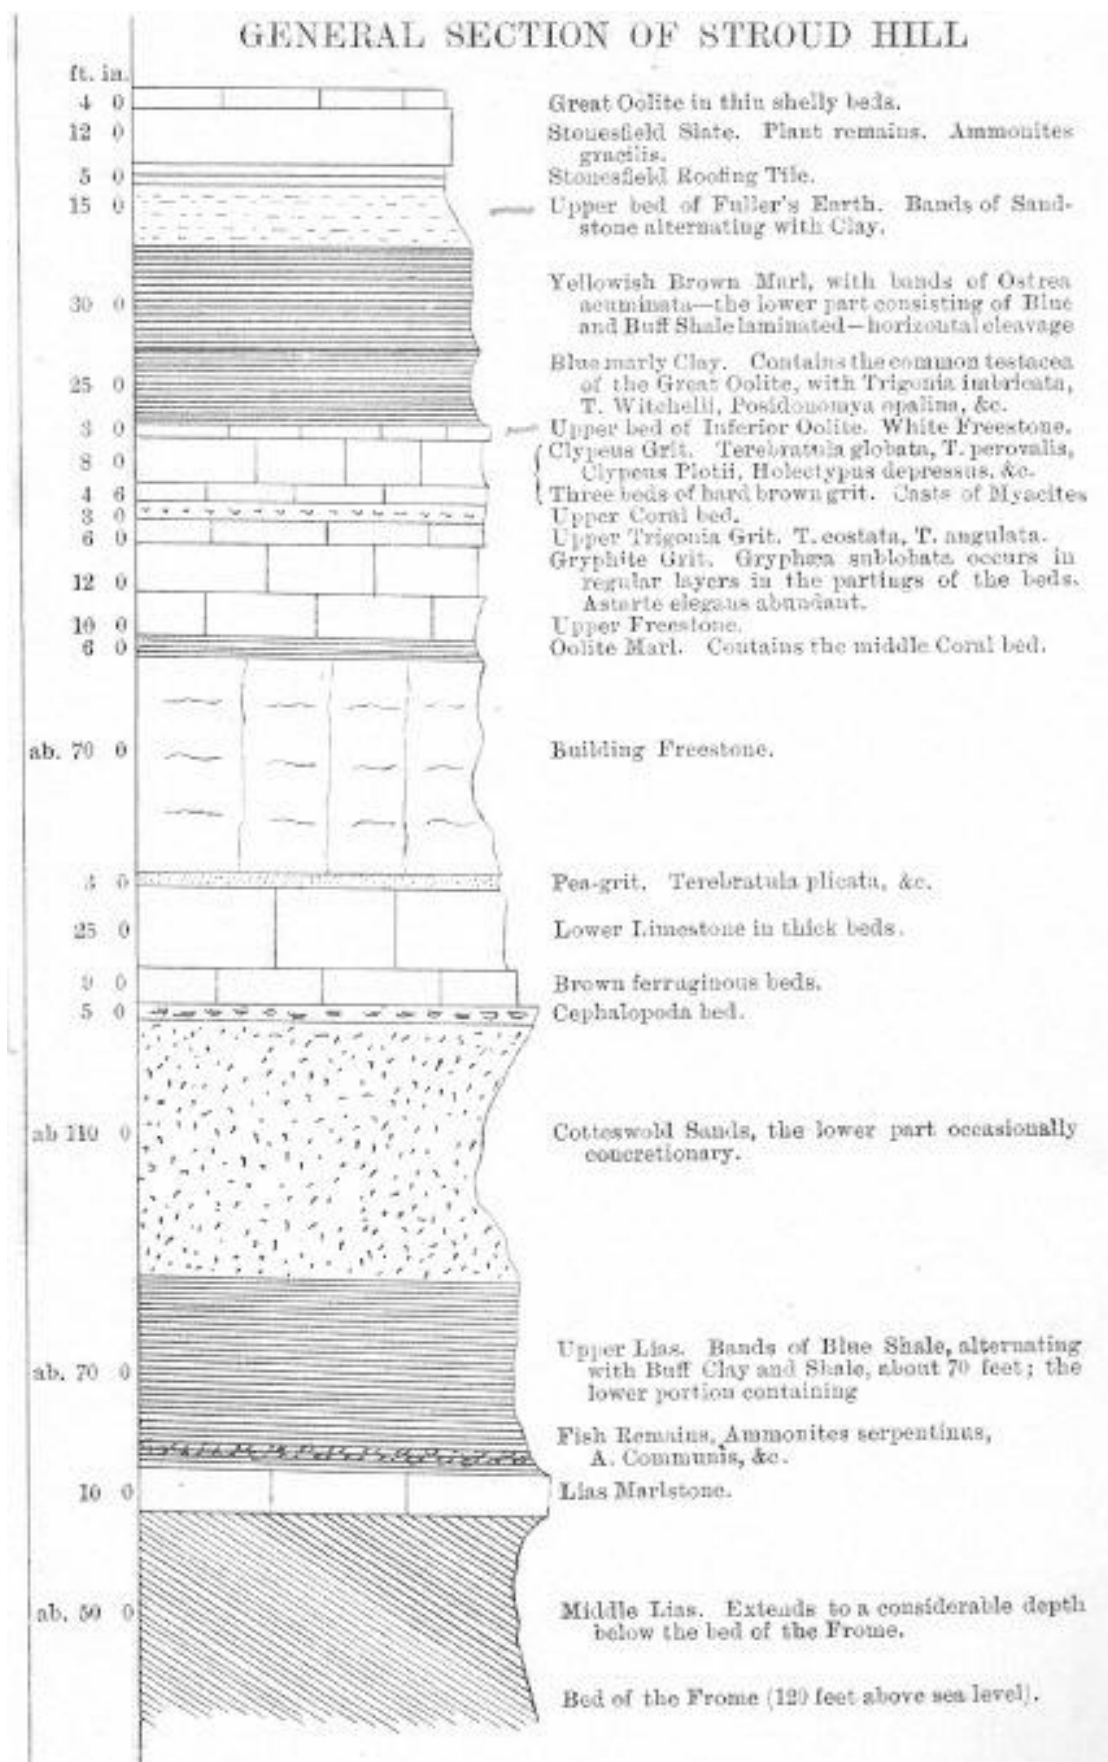 GENERAL SECTION OF STROUD HILL
ft. in.
4 0 Great Oolite in thin shelly beds.
12 0 Stonesfield Slate. Plant remains. Ammonites
gracilis.
5 0 Stonesfield Roofing Tile.
15 0 Upper bed of Fuller's Earth. Bands of Sand-
stone alternating with Clay.
Yellowish Brown Marl, with bands of Ostrea
30 0 acuminata—the lower part consisting of Blue
and Buff Shale laminated—horizontal cleavage
Blue marly Clay. Contains the common testacea
25 0 of the Great Oolite, with Trigonia imbricata,
T. Witchelli, Posidonomya opalina, &c.
3 0 Upper bed of Inferior Oolite. White Freestone.
Clypeus Grit. Terebratula globata, T. perovalis,
8 0 Clypeus Plotii, Holectypus depressus, &c.
4 6 Three beds of hard brown grit. Casts of Myacites
3 0 Upper Coral bed.
6 0 Upper Trigonia Grit. T. costata, T. angulata.
Gryphite Grit. Gryphæa sublobata occurs in
12 0 regular layers in the partings of the beds.
Astarte elegans abundant.
10 0 Upper Freestone.
6 0 Oolite Marl. Contains the middle Coral bed.
ab. 70 0 Building Freestone.
0 Pea-grit. Terebratula plicata, &c.
25 0 Lower Limestone in thick beds.
9 0 Brown ferruginous beds.
5 0 Cephalopoda bed.
ab 0 Cotteswold Sands, the lower part occasionally
concretionary.
Upper Lias. Bands of Blue Shale, alternating
ab. 70 0 with Buff Clay and Shale, about 70 feet; the
lower portion containing
Fish Remains, Ammonites serpentinus,
A. Communis, &c.
10 0 Lias Marlstone.
ab. 50 0 Middle Lias. Extends to a considerable depth
below the bed of the Frome.
Bed of the Frome (120 feet above sea level).